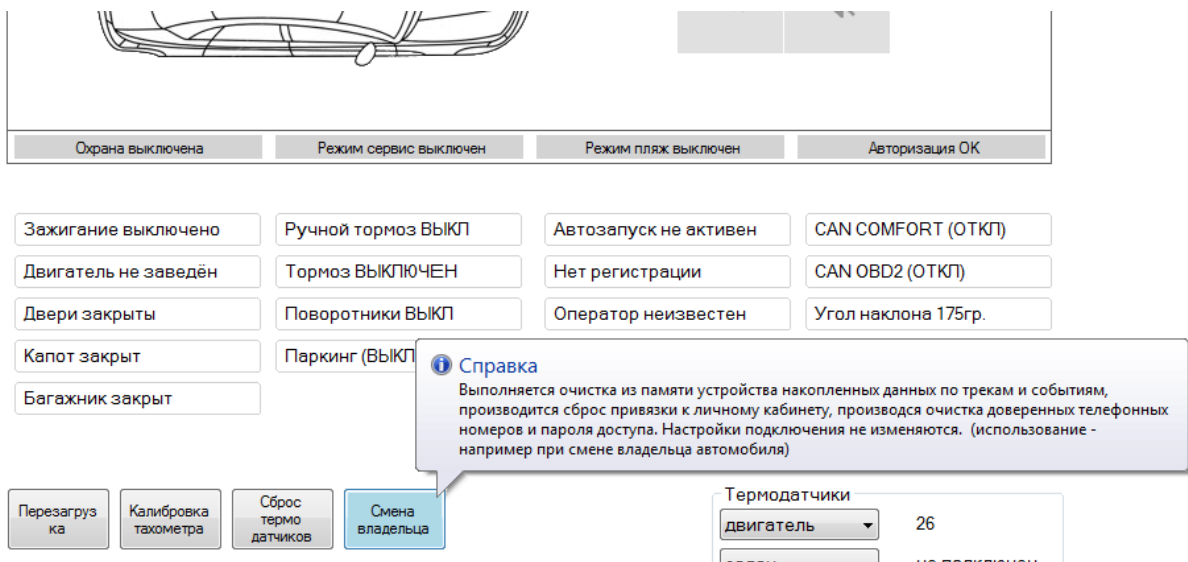 Охрана выключена
Режим сервис выключен
Режим пляж выключен
Авторизация OK
Зажигание выключено
Ручной тормоз ВЫКЛ
Автозапуск не активен
CAN COMFORT (ОТКЛ)
Двигатель не заведён
Тормоз ВЫКЛЮЧЕН
Нет регистрации
CAN OBD2 (ОТКЛ)
Двери закрыты
Поворотники ВЫКЛ
Оператор неизвестен
Угол наклона 175гр.
Капот закрыт
Паркинг (ВЫКЛ
Багажник закрыт
Справка
Выполняется очистка из памяти устройства накопленных данных по трекам и событиям,
производится сброс привязки к личному кабинету, производся очистка доверенных телефонных
номеров и пароля доступа. Настройки подключения не изменяются. (использование -
например при смене владельца автомобиля)
Перезагруз
ка
Калибровка
тахометра
Сброс
термо
датчиков
Смена
владельца
Термодатчики
двигатель
26